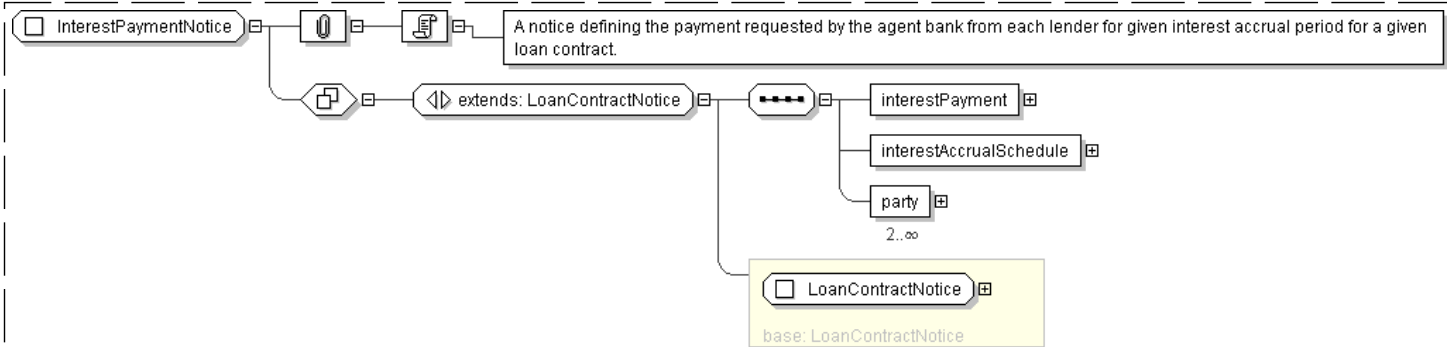 InterestPaymentNotice
A notice defining the payment requested by the agent bank from each lender for given interest accrual period for a given
loan contract.
extends: LoanContractNotice
interestPayment
interestAccrualSchedule
party
2..∞
LoanContractNotice
base: LoanContractNotice